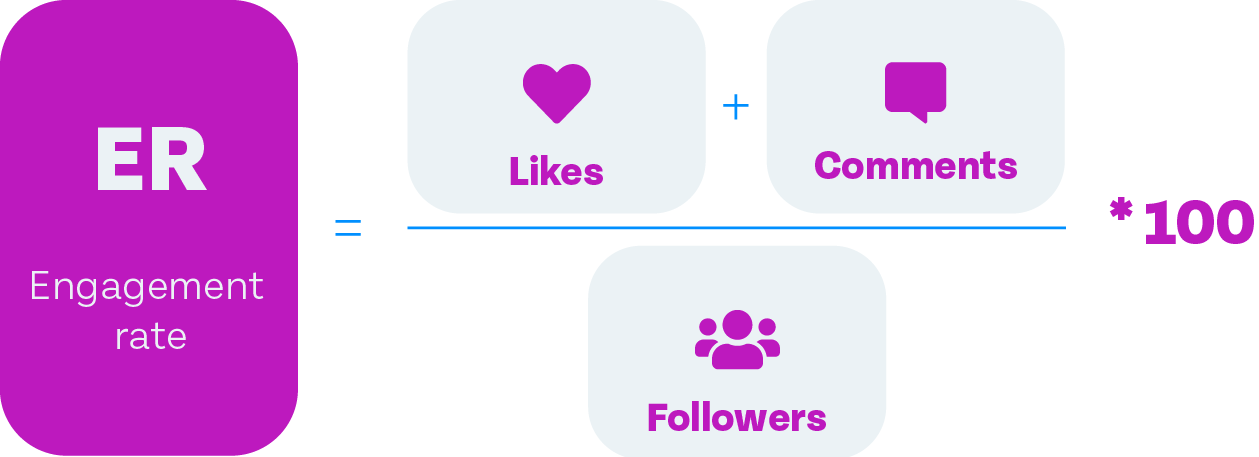 ER
Engagement
rate
=
Likes
+
Comments
Followers
* 100